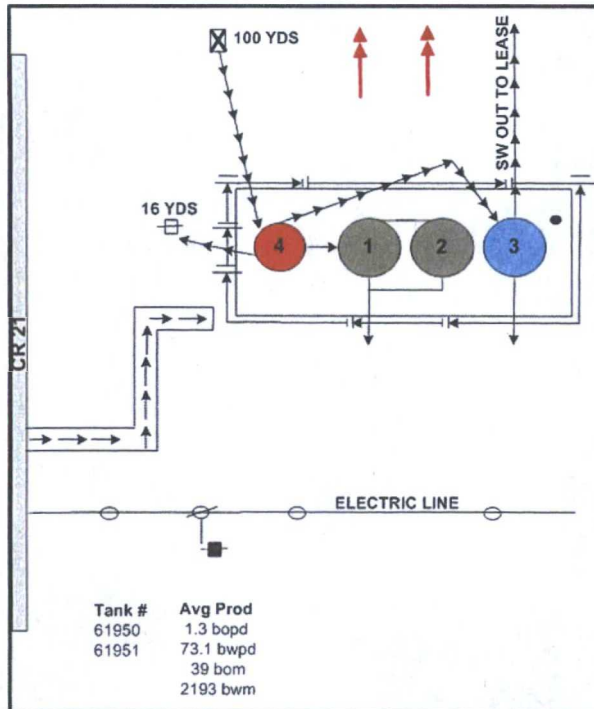 100 YDS
SW OUT TO LEASE
16 YDS
4
1
2
3
CR 21
ELECTRIC LINE
Tank # Avg Prod
61950 1.3 bopd
61951 73.1 bwpd
39 bom
2193 bwm